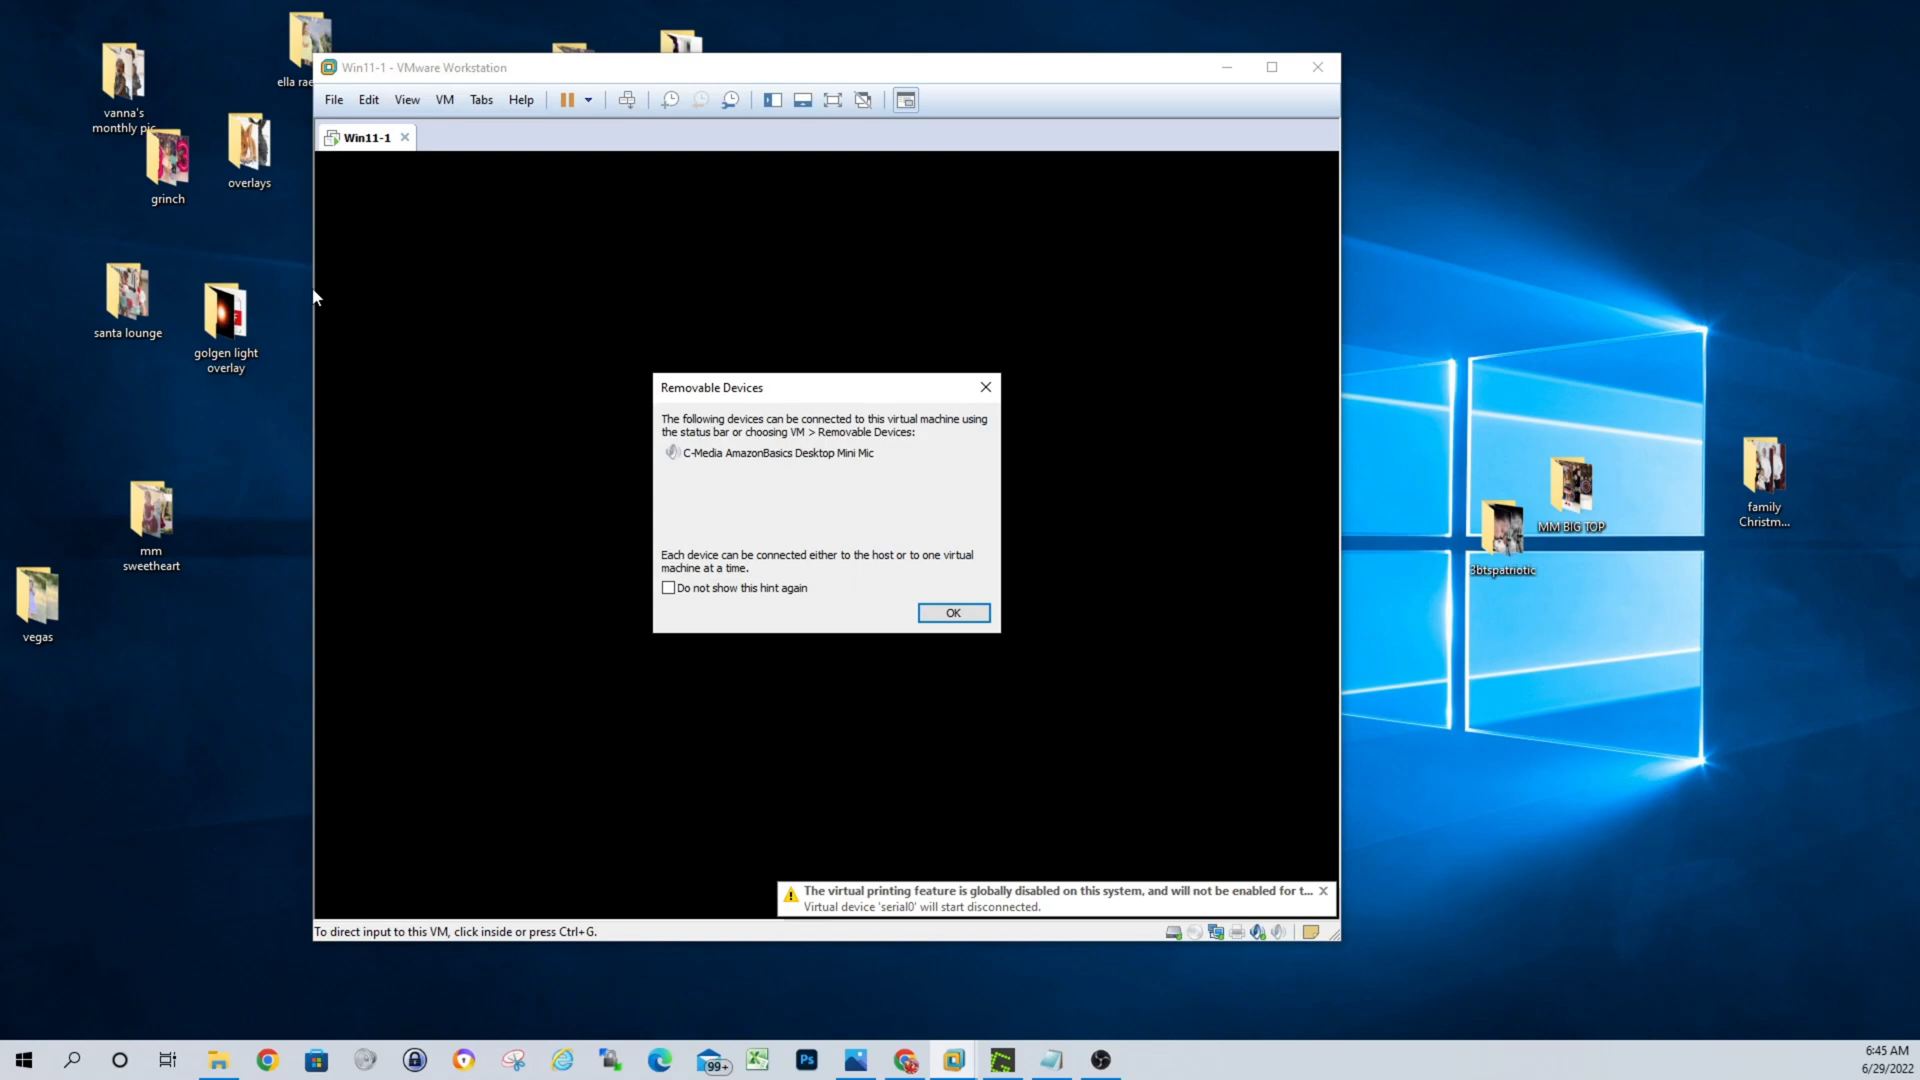 vanna's
monthly pic
ella rae
grinch
overlays
santa lounge
golgen light
overlay
mm
sweetheart
vegas
Win11-1 - VMware Workstation
File Edit View VM Tabs Help
Win11-1
Removable Devices
The following devices can be connected to this virtual machine using
the status bar or choosing VM > Removable Devices:
C-Media AmazonBasics Desktop Mini Mic
Each device can be connected either to the host or to one virtual
machine at a time.
Do not show this hint again
OK
The virtual printing feature is globally disabled on this system, and will not be enabled for t...
Virtual device 'serial0' will start disconnected.
To direct input to this VM, click inside or press Ctrl+G.
MM BIG TOP
3btspatriotic
family
Christm...
99+
Ps
6:45 AM
6/29/2022